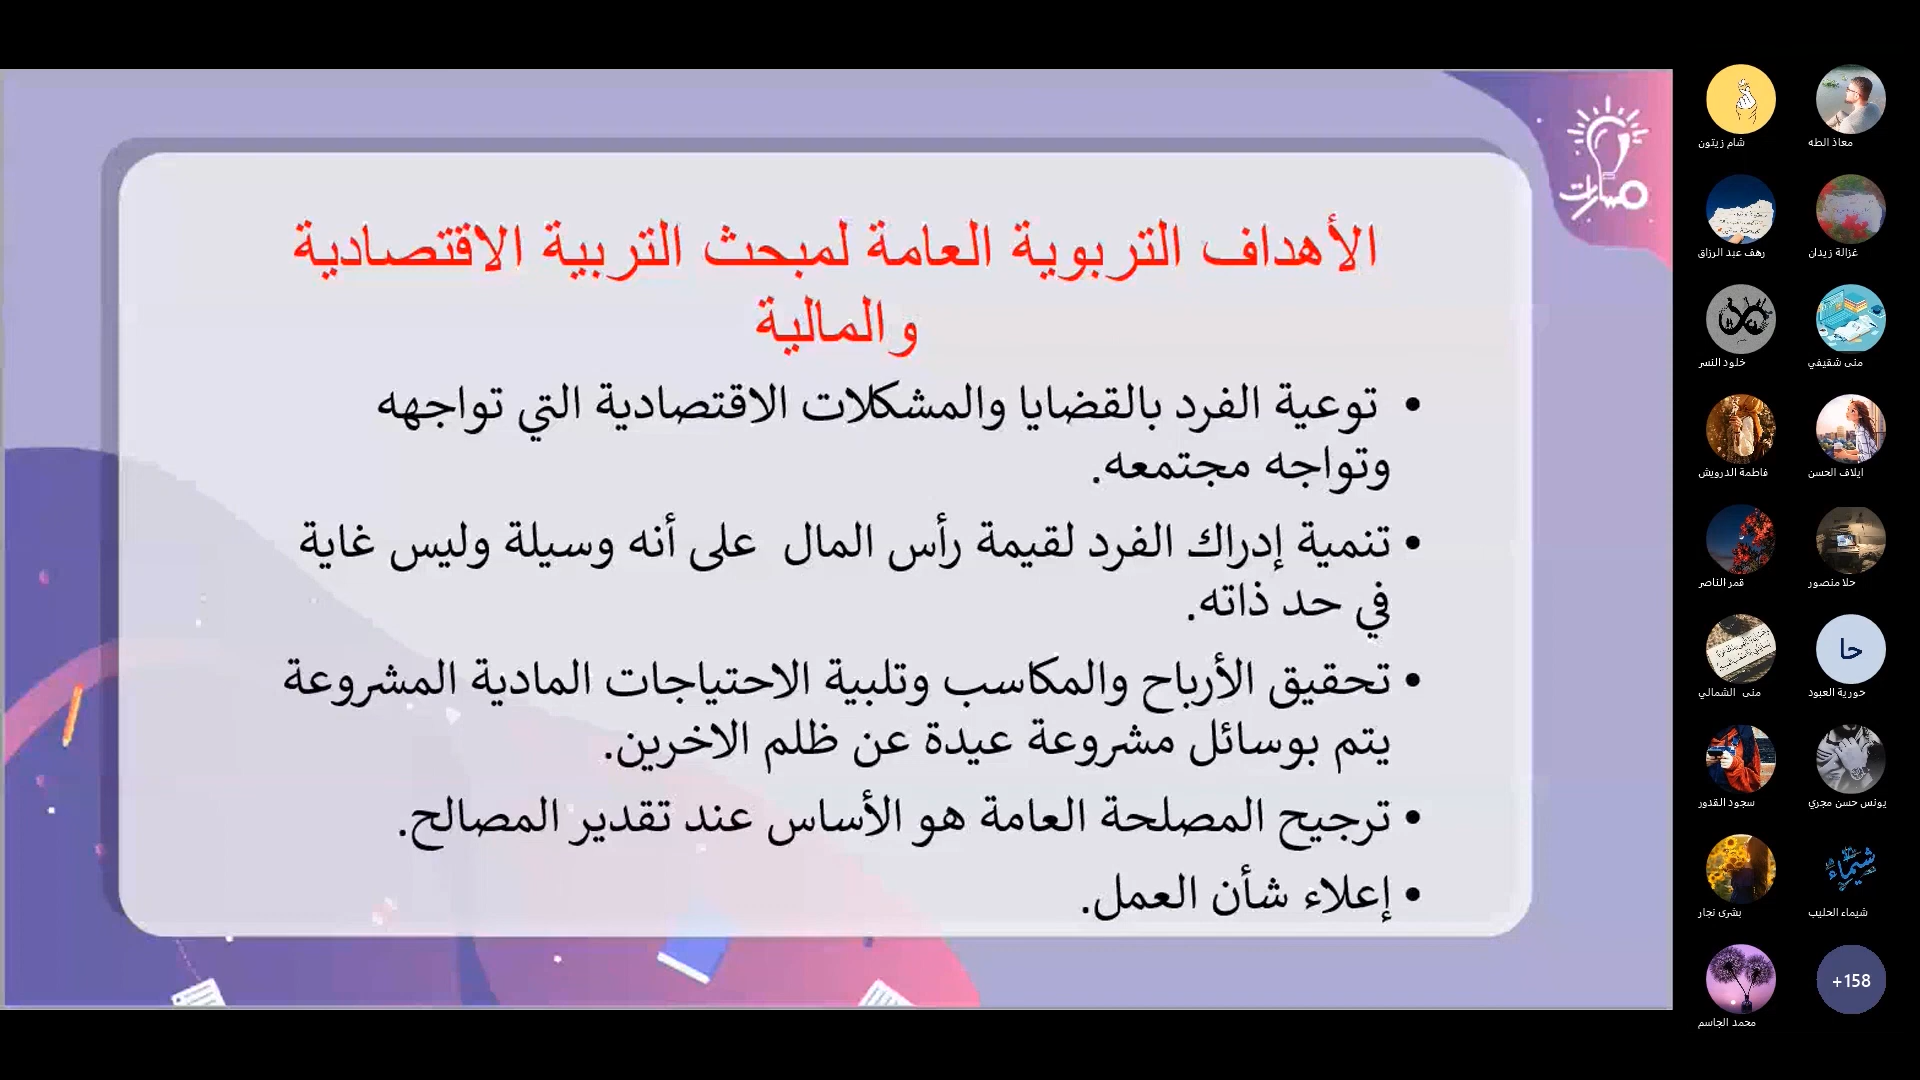 الأهداف التربوية العامة لمبحث التربية الاقتصادية
والمالية
• توعية الفرد بالقضايا والمشكلات الاقتصادية التي تواجهه
وتواجه مجتمعه.
• تنمية إدراك الفرد لقيمة رأس المال على أنه وسيلة وليس غاية
في حد ذاته.
• تحقيق الأرباح والمكاسب وتلبية الاحتياجات المادية المشروعة
يتم بوسائل مشروعة عيدة عن ظلم الاخرين.
• ترجيح المصلحة العامة هو الأساس عند تقدير المصالح.
• إعلاء شأن العمل.
مسارات
معاذ الطه
شام زيتون
غزالة زيدان
رهف عبد الرزاق
منى شقيفي
خلود النسر
ايلاف الحسن
فاطمة الدرويش
حلا منصور
قمر الناصر
حا
حورية العبود
منى الشمالي
يونس حسن مجري
سجود القدور
شيماء
شيماء الحليب
بشرى نجار
+158
محمد الجاسم